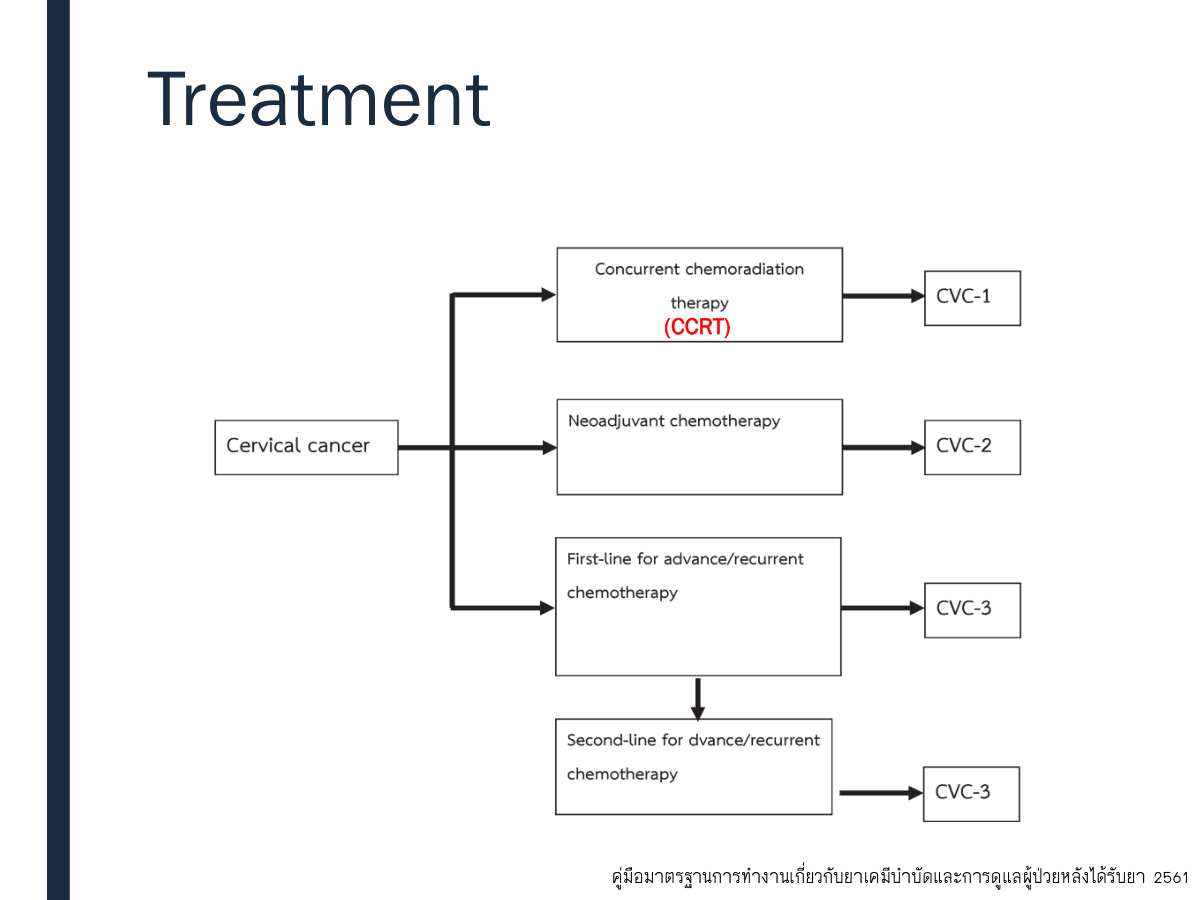 Treatment
Concurrent chemoradiation
therapy
(CCRT)
CVC-1
Neoadjuvant chemotherapy
Cervical cancer
CVC-2
First-line for advance/recurrent
chemotherapy
CVC-3
Second-line for dvance/recurrent
chemotherapy
CVC-3
คู่มือมาตรฐานการทำงานเกี่ยวกับยาเคมีบำบัดและการดูแลผู้ป่วยหลังได้รับยา 2561